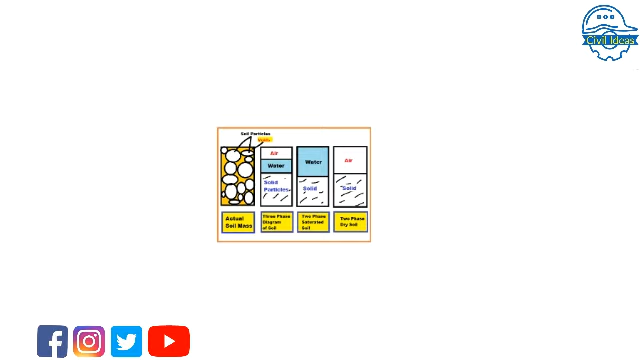 Civil Ideas
Soil Particles
Voids
Air
Water
Solid
Particles
Water
Solid
Air
Solid
Actual
Soil Mass
Three Phase
Diagram
of Soil
Two Phase
Saturated
Soil
Two Phase
Dry Soil